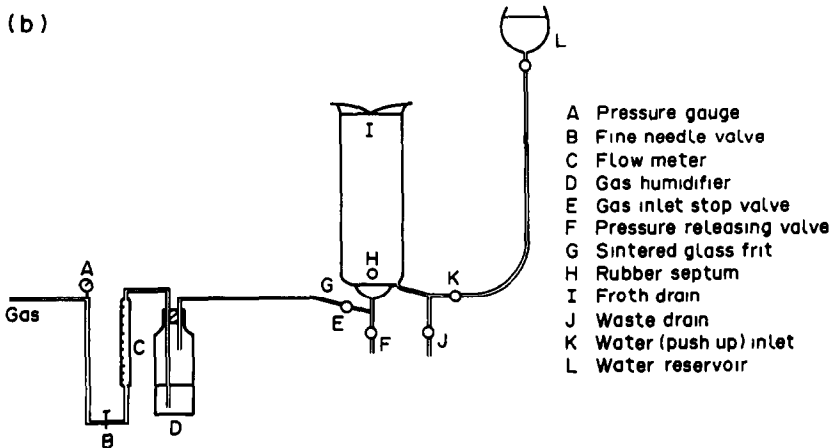 (b)
L
I
A
H
K
G
Gas
E
C
F
J
B
D
A Pressure gauge
B Fine needle valve
C Flow meter
D Gas humidifier
E Gas inlet stop valve
F Pressure releasing valve
G Sintered glass frit
H Rubber septum
I Froth drain
J Waste drain
K Water (push up) inlet
L Water reservoir